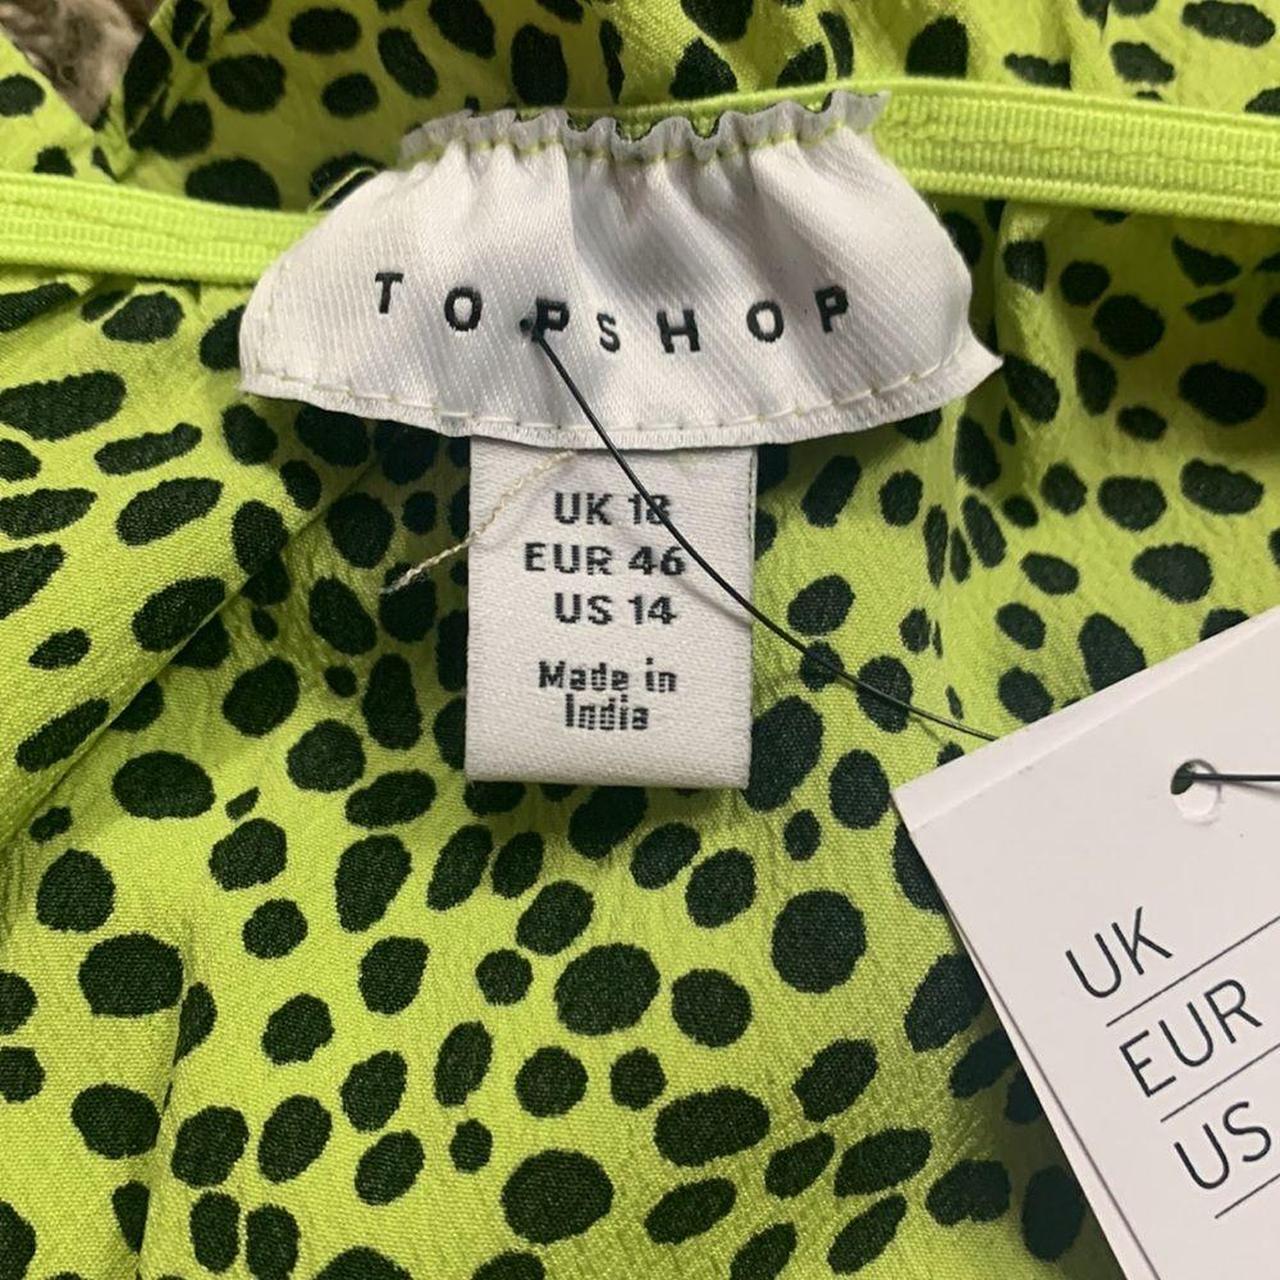 TOPSHOP
UK 18
EUR 46
US 14
Made in
India
UK
EUR
US